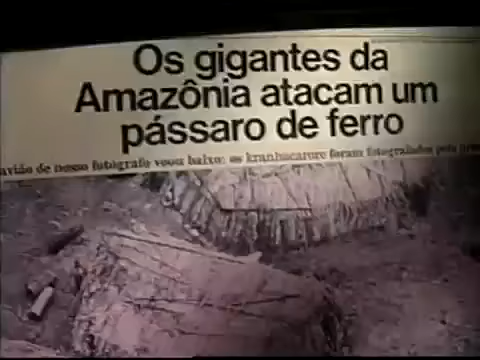 Os gigantes da
Amazônia atacam um
pássaro de ferro
avião de nosso fotógrafo voou baixo: os kranhacarore foram fotografados pela